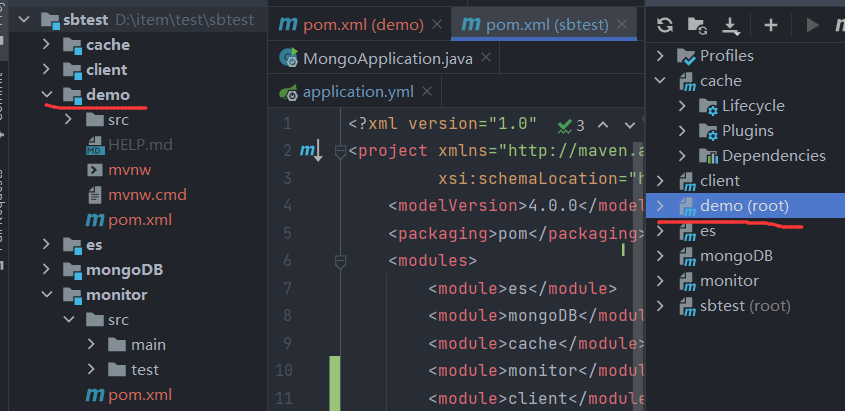 sbtest D:\item\test\sbtest
cache
client
demo
src
HELP.md
mvnw
mvnw.cmd
pom.xml
es
mongoDB
monitor
src
main
test
pom.xml
pom.xml (demo)
pom.xml (sbtest)
MongoApplication.java
application.yml
3
1 <?xml version="1.0"
2 <project xmlns="http://maven.a
3 xsi:schemaLocation="h
4 <modelVersion>4.0.0</model
5 <packaging>pom</packaging>
6 <modules>
7 <module>es</module>
8 <module>mongoDB</modul
9 <module>cache</module>
10 <module>monitor</modul
11 <module>client</module
Profiles
cache
Lifecycle
Plugins
Dependencies
client
demo (root)
es
mongoDB
monitor
sbtest (root)